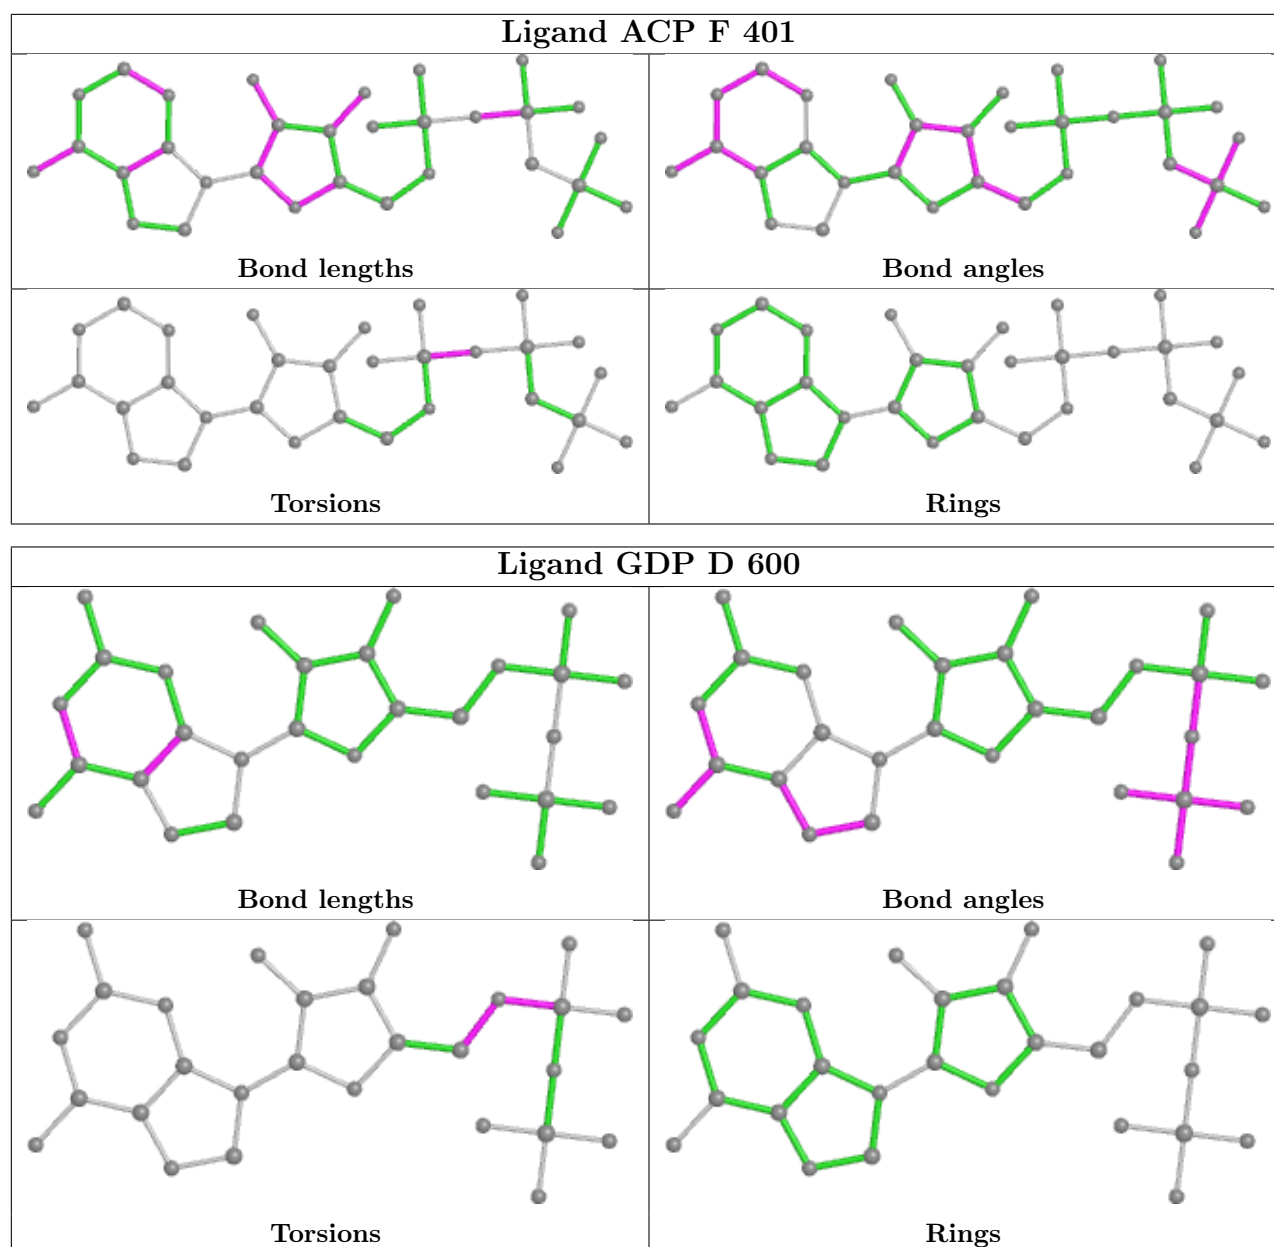 Ligand ACP F 401
Bond lengths
Bond angles
Torsions
Rings
Ligand GDP D 600
Bond lengths
Bond angles
Torsions
Rings